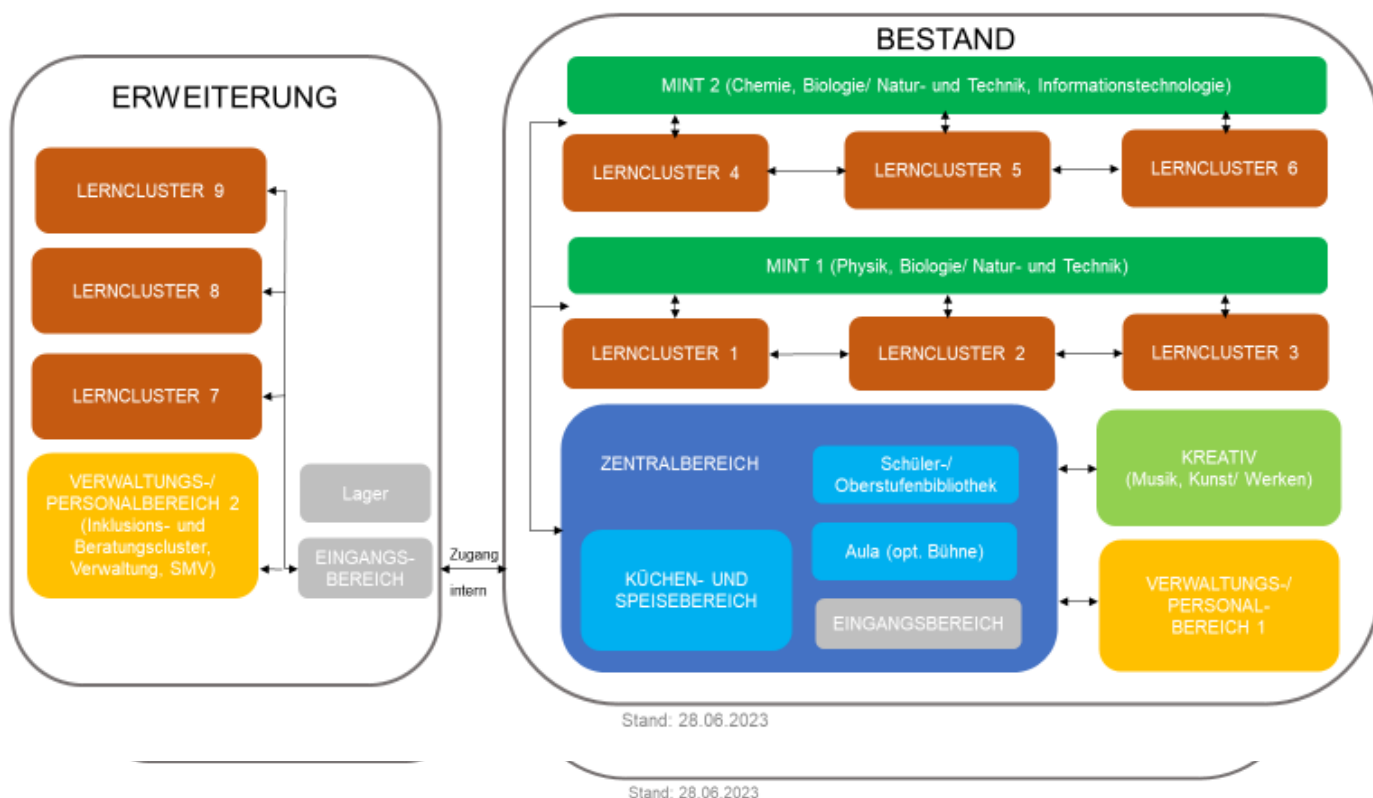 ERWEITERUNG
LERNCLUSTER 9
LERNCLUSTER 8
LERNCLUSTER 7
VERWALTUNGS-/
PERSONALBEREICH 2
(Inklusions- und
Beratungscluster,
Verwaltung, SMV)
Lager
EINGANGS-
BEREICH
Zugang
intern
BESTAND
MINT 2 (Chemie, Biologie/ Natur- und Technik, Informationstechnologie)
LERNCLUSTER 4
LERNCLUSTER 5
LERNCLUSTER 6
MINT 1 (Physik, Biologie/ Natur- und Technik)
LERNCLUSTER 1
LERNCLUSTER 2
LERNCLUSTER 3
ZENTRALBEREICH
Schüler-/
Oberstufenbibliothek
Aula (opt. Bühne)
KÜCHEN- UND
SPEISEBEREICH
EINGANGSBEREICH
KREATIV
(Musik, Kunst/ Werken)
VERWALTUNGS-/
PERSONAL-
BEREICH 1
Stand: 28.06.2023
Stand: 28.06.2023